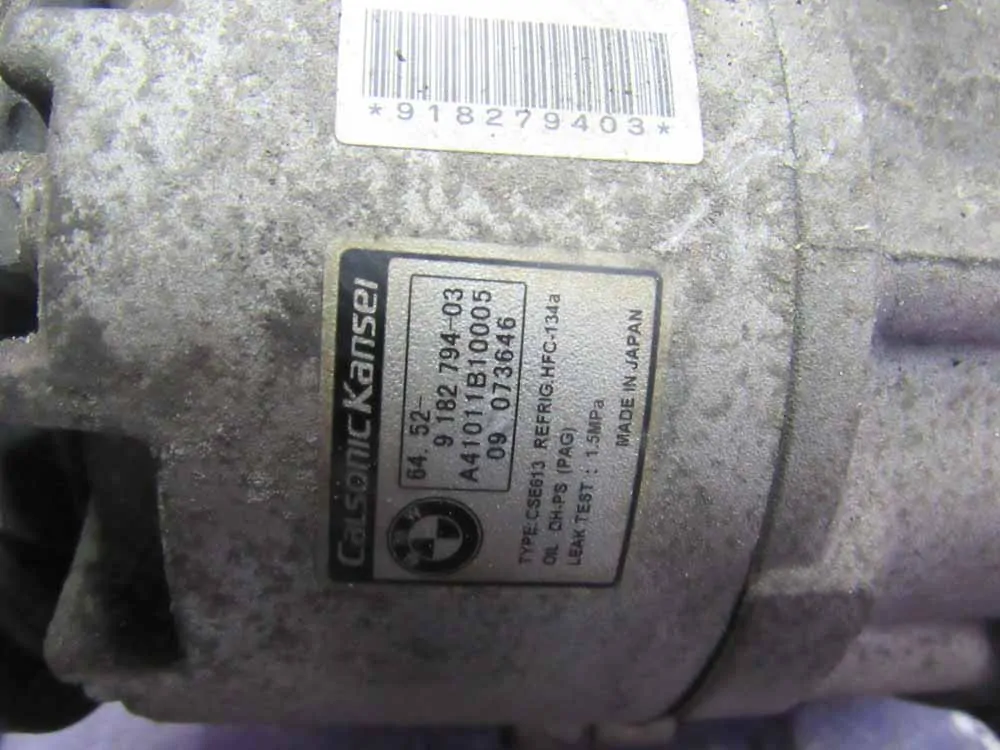 *918279403*
CalsonicKansei
64. 52-
9 182 794-03
A41011B10005
09 073646
BMW
TYPE:CSE613 REFRIG.HFC-134a
OIL DH-PS (PAG)
LEAK TEST : 1.5MPa
MADE IN JAPAN